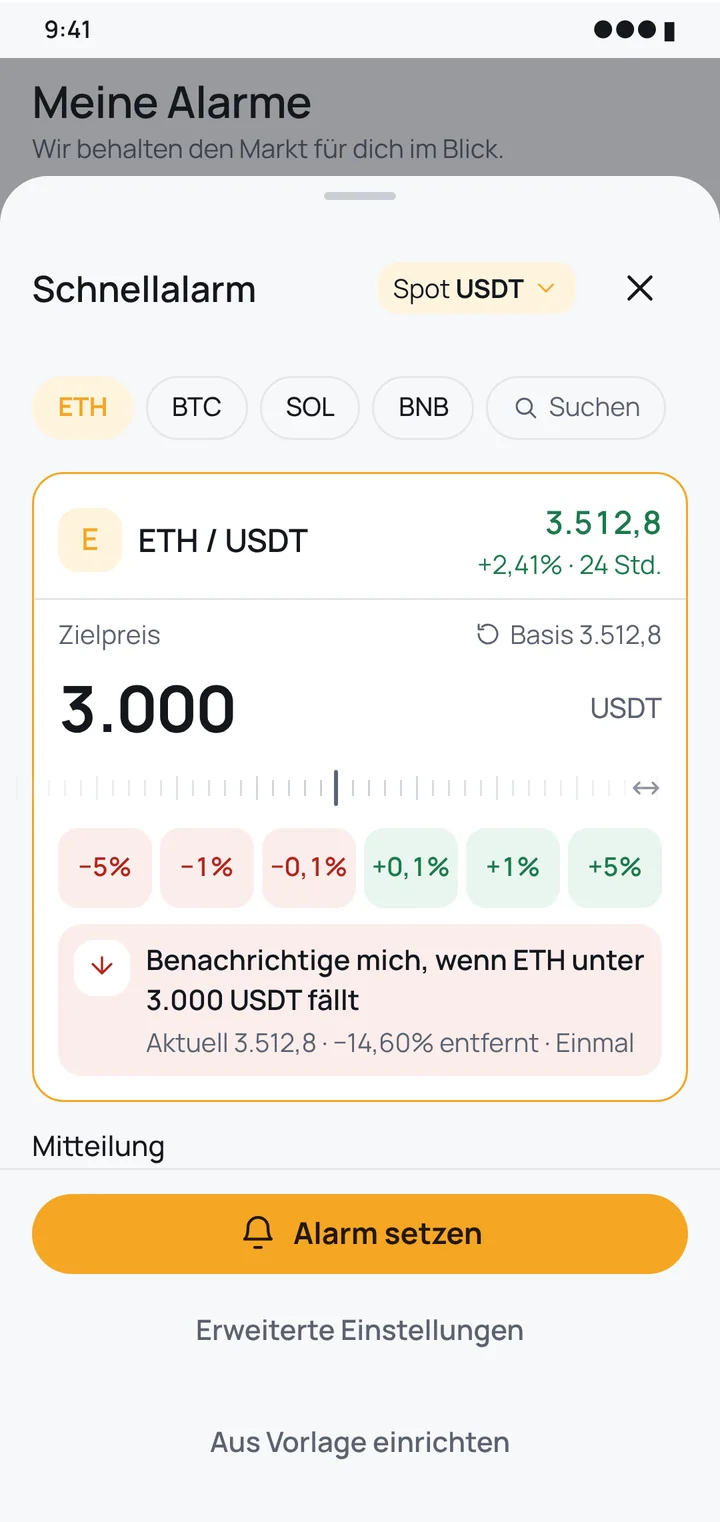 9:41
Meine Alarme
Wir behalten den Markt für dich im Blick.
Schnellalarm
Spot USDT
ETH
BTC
SOL
BNB
Suchen
E
ETH / USDT
3.512,8
+2,41% · 24 Std.
Zielpreis
Basis 3.512,8
3.000
USDT
−5%
−1%
−0,1%
+0,1%
+1%
+5%
Benachrichtige mich, wenn ETH unter
3.000 USDT fällt
Aktuell 3.512,8 · −14,60% entfernt · Einmal
Mitteilung
Alarm setzen
Erweiterte Einstellungen
Aus Vorlage einrichten